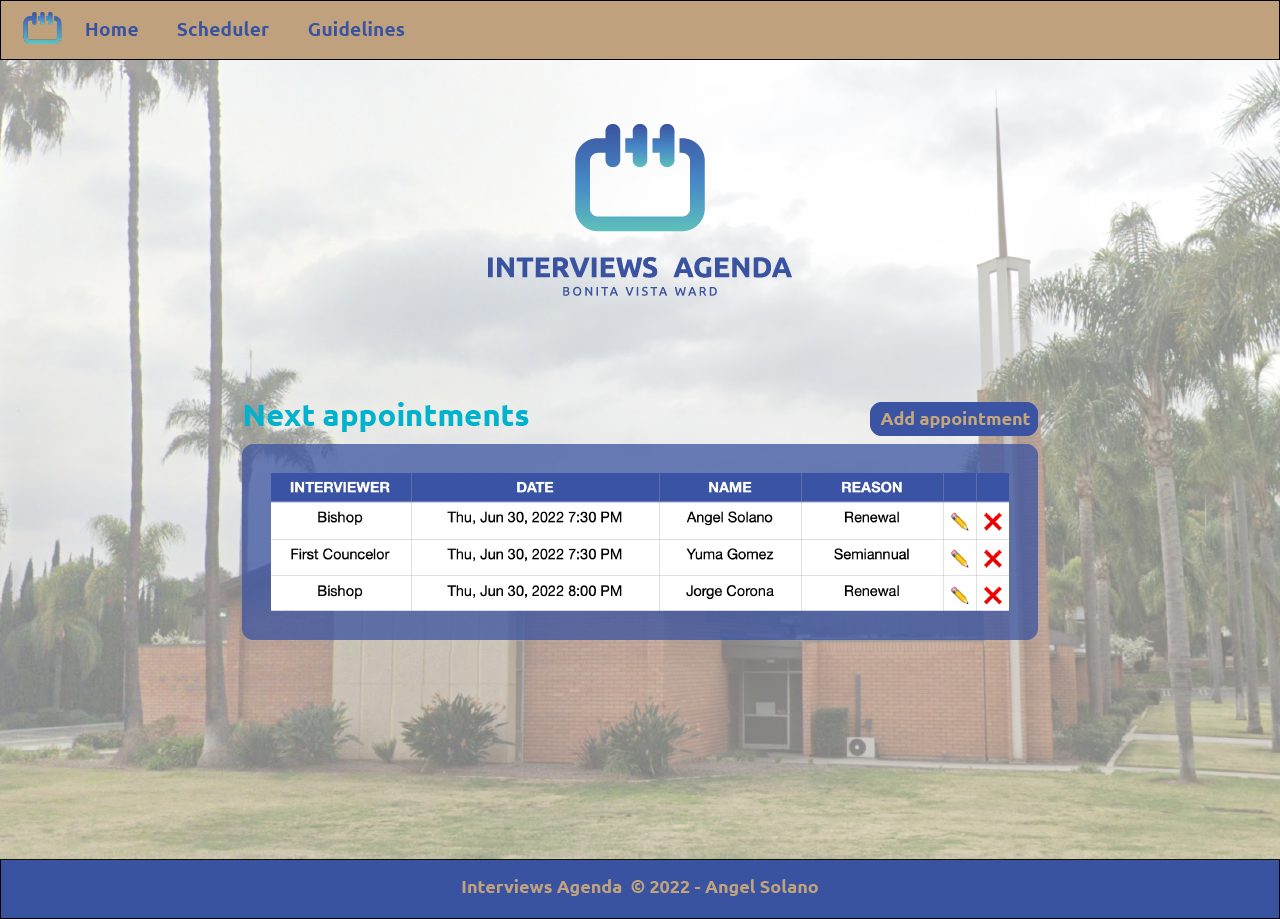 Home Scheduler Guidelines
INTERVIEWS AGENDA
BONITA VISTA WARD
Next appointments
Add appointment
INTERVIEWER DATE NAME REASON
Bishop Thu, Jun 30, 2022 7:30 PM Angel Solano Renewal
First Councelor Thu, Jun 30, 2022 7:30 PM Yuma Gomez Semiannual
Bishop Thu, Jun 30, 2022 8:00 PM Jorge Corona Renewal
Interviews Agenda © 2022 - Angel Solano